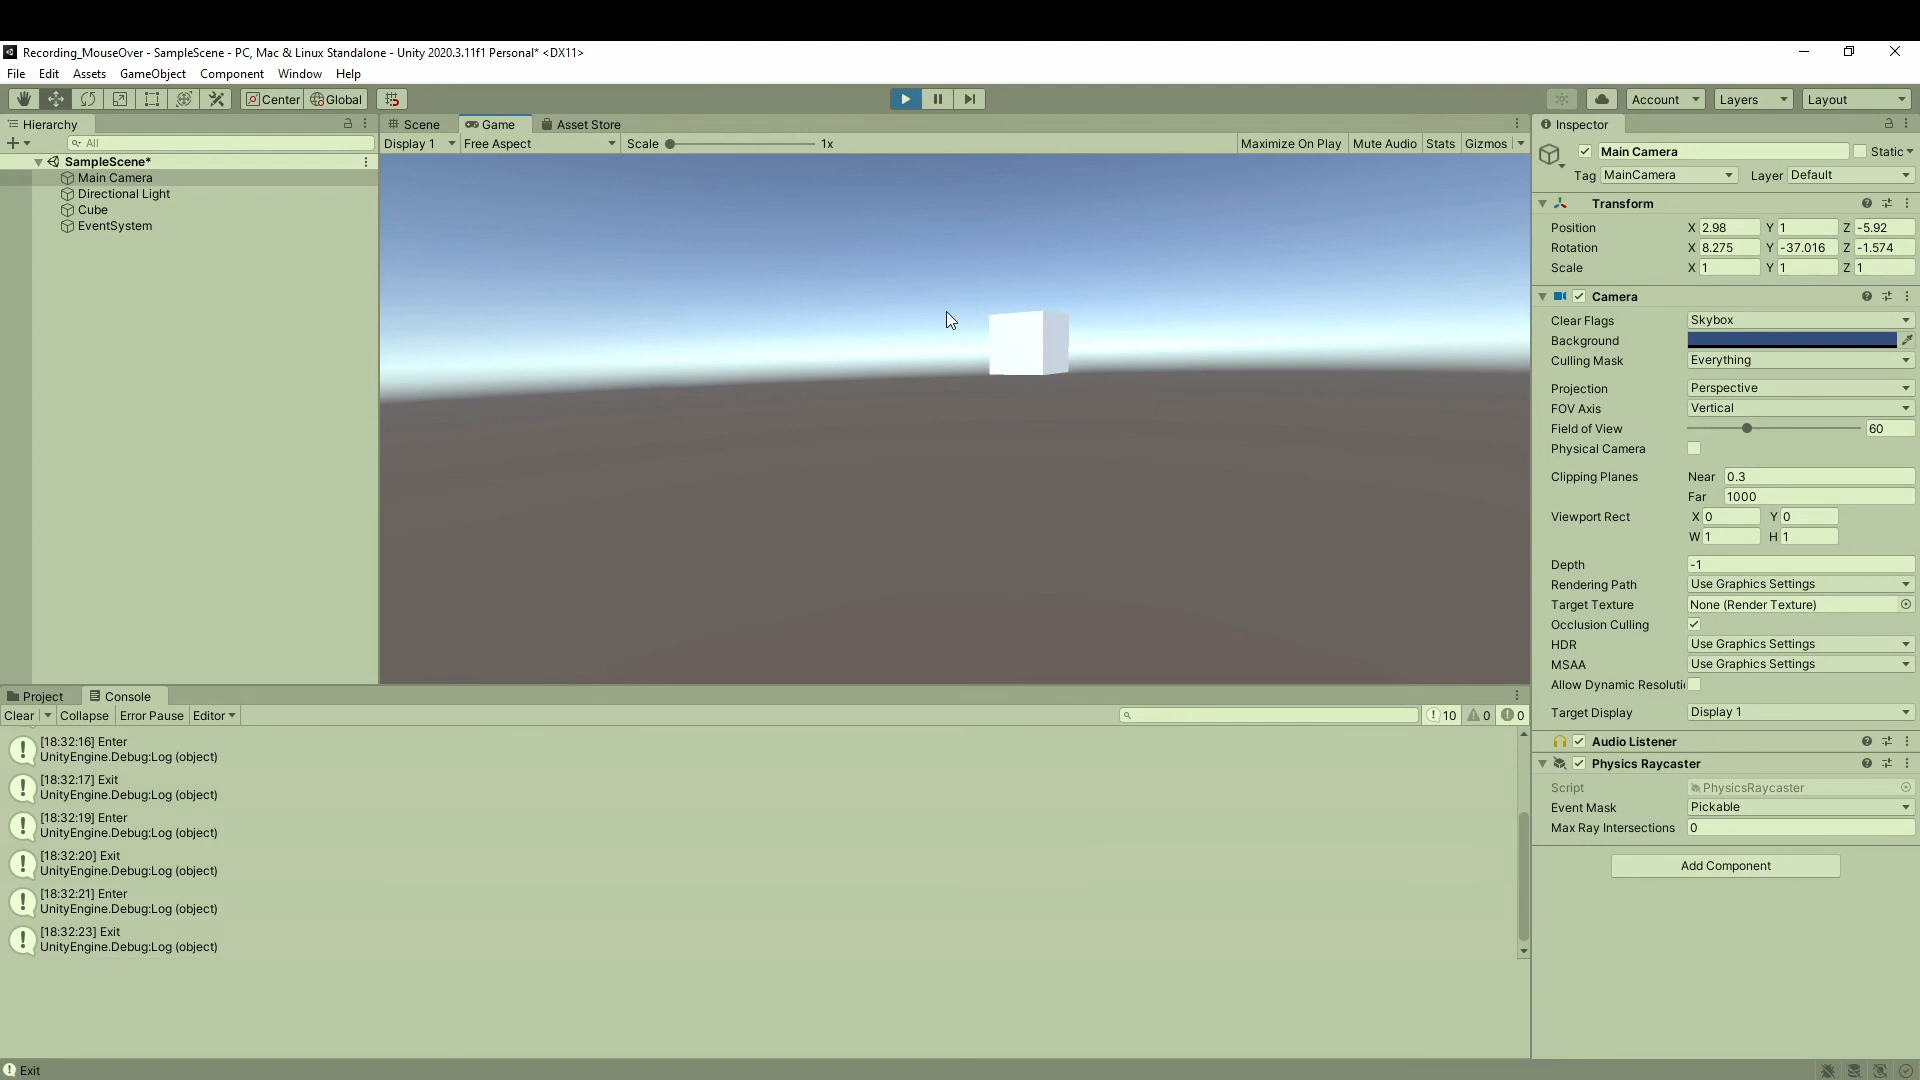 Recording_MouseOver - SampleScene - PC, Mac & Linux Standalone - Unity 2020.3.11f1 Personal* <DX11>
File Edit Assets GameObject Component Window Help
Center Global Account Layers Layout
Hierarchy
All
SampleScene*
Main Camera
Directional Light
Cube
EventSystem
Scene Game Asset Store
Display 1 Free Aspect Scale 1x Maximize On Play Mute Audio Stats Gizmos
Inspector
Main Camera Static
Tag MainCamera Layer Default
Transform
Position X 2.98 Y 1 Z -5.92
Rotation X 8.275 Y -37.016 Z -1.574
Scale X 1 Y 1 Z 1
Camera
Clear Flags Skybox
Background
Culling Mask Everything
Projection Perspective
FOV Axis Vertical
Field of View 60
Physical Camera
Clipping Planes Near 0.3
Far 1000
Viewport Rect X 0 Y 0
W 1 H 1
Depth -1
Rendering Path Use Graphics Settings
Target Texture None (Render Texture)
Occlusion Culling
HDR Use Graphics Settings
MSAA Use Graphics Settings
Allow Dynamic Resoluti
Target Display Display 1
Audio Listener
Physics Raycaster
Script PhysicsRaycaster
Event Mask Pickable
Max Ray Intersections 0
Add Component
Project Console
Clear Collapse Error Pause Editor 10 0 0
[18:32:16] Enter
UnityEngine.Debug:Log (object)
[18:32:17] Exit
UnityEngine.Debug:Log (object)
[18:32:19] Enter
UnityEngine.Debug:Log (object)
[18:32:20] Exit
UnityEngine.Debug:Log (object)
[18:32:21] Enter
UnityEngine.Debug:Log (object)
[18:32:23] Exit
UnityEngine.Debug:Log (object)
Exit